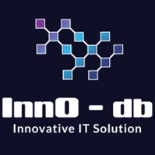 InnO - db
Innovative IT Solution